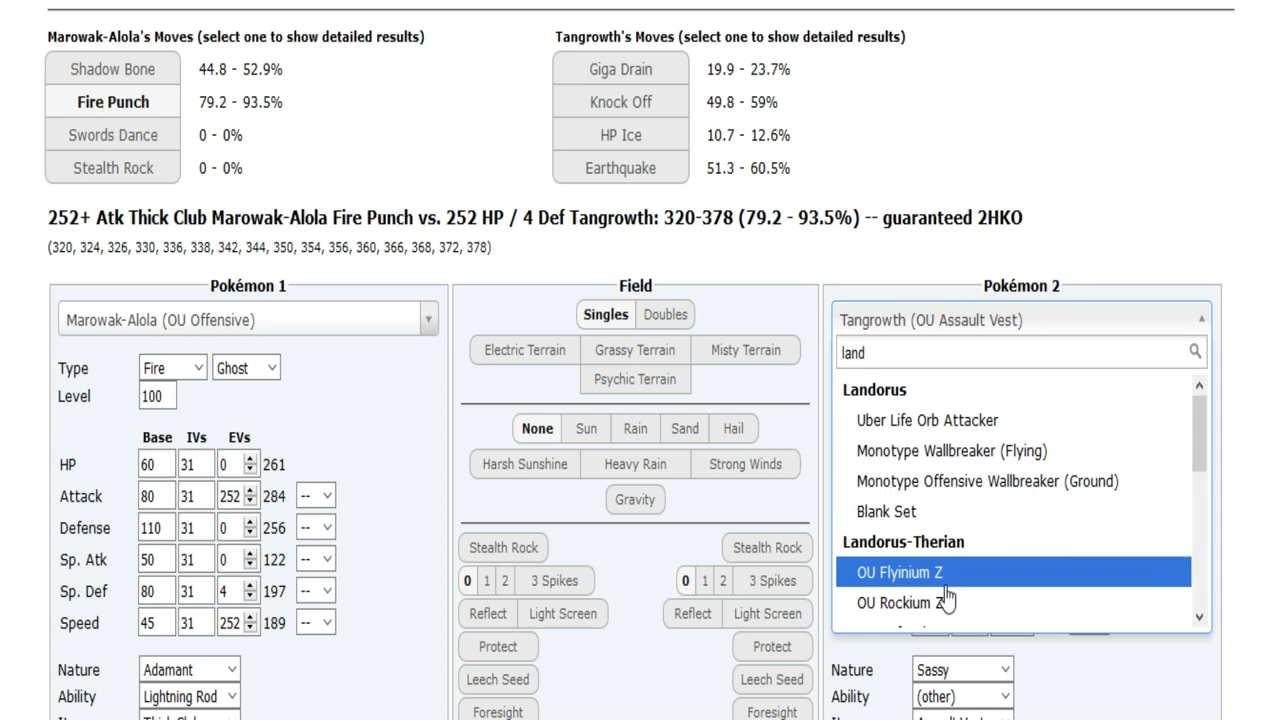 Marowak-Alola's Moves (select one to show detailed results)
Shadow Bone 44.8 - 52.9%
Fire Punch 79.2 - 93.5%
Swords Dance 0 - 0%
Stealth Rock 0 - 0%
Tangrowth's Moves (select one to show detailed results)
Giga Drain 19.9 - 23.7%
Knock Off 49.8 - 59%
HP Ice 10.7 - 12.6%
Earthquake 51.3 - 60.5%
252+ Atk Thick Club Marowak-Alola Fire Punch vs. 252 HP / 4 Def Tangrowth: 320-378 (79.2 - 93.5%) -- guaranteed 2HKO
(320, 324, 326, 330, 336, 338, 342, 344, 350, 354, 356, 360, 366, 368, 372, 378)
Pokémon 1
Marowak-Alola (OU Offensive)
Type Fire Ghost
Level 100
Base IVs EVs
HP 60 31 0 261
Attack 80 31 252 284 --
Defense 110 31 0 256 --
Sp. Atk 50 31 0 122 --
Sp. Def 80 31 4 197 --
Speed 45 31 252 189 --
Nature Adamant
Ability Lightning Rod
Field
Singles Doubles
Electric Terrain Grassy Terrain Misty Terrain
Psychic Terrain
None Sun Rain Sand Hail
Harsh Sunshine Heavy Rain Strong Winds
Gravity
Stealth Rock Stealth Rock
0 1 2 3 Spikes 0 1 2 3 Spikes
Reflect Light Screen Reflect Light Screen
Protect Protect
Leech Seed Leech Seed
Foresight Foresight
Pokémon 2
Tangrowth (OU Assault Vest)
land
Landorus
Uber Life Orb Attacker
Monotype Wallbreaker (Flying)
Monotype Offensive Wallbreaker (Ground)
Blank Set
Landorus-Therian
OU Flyinium Z
OU Rockium Z
Nature Sassy
Ability (other)